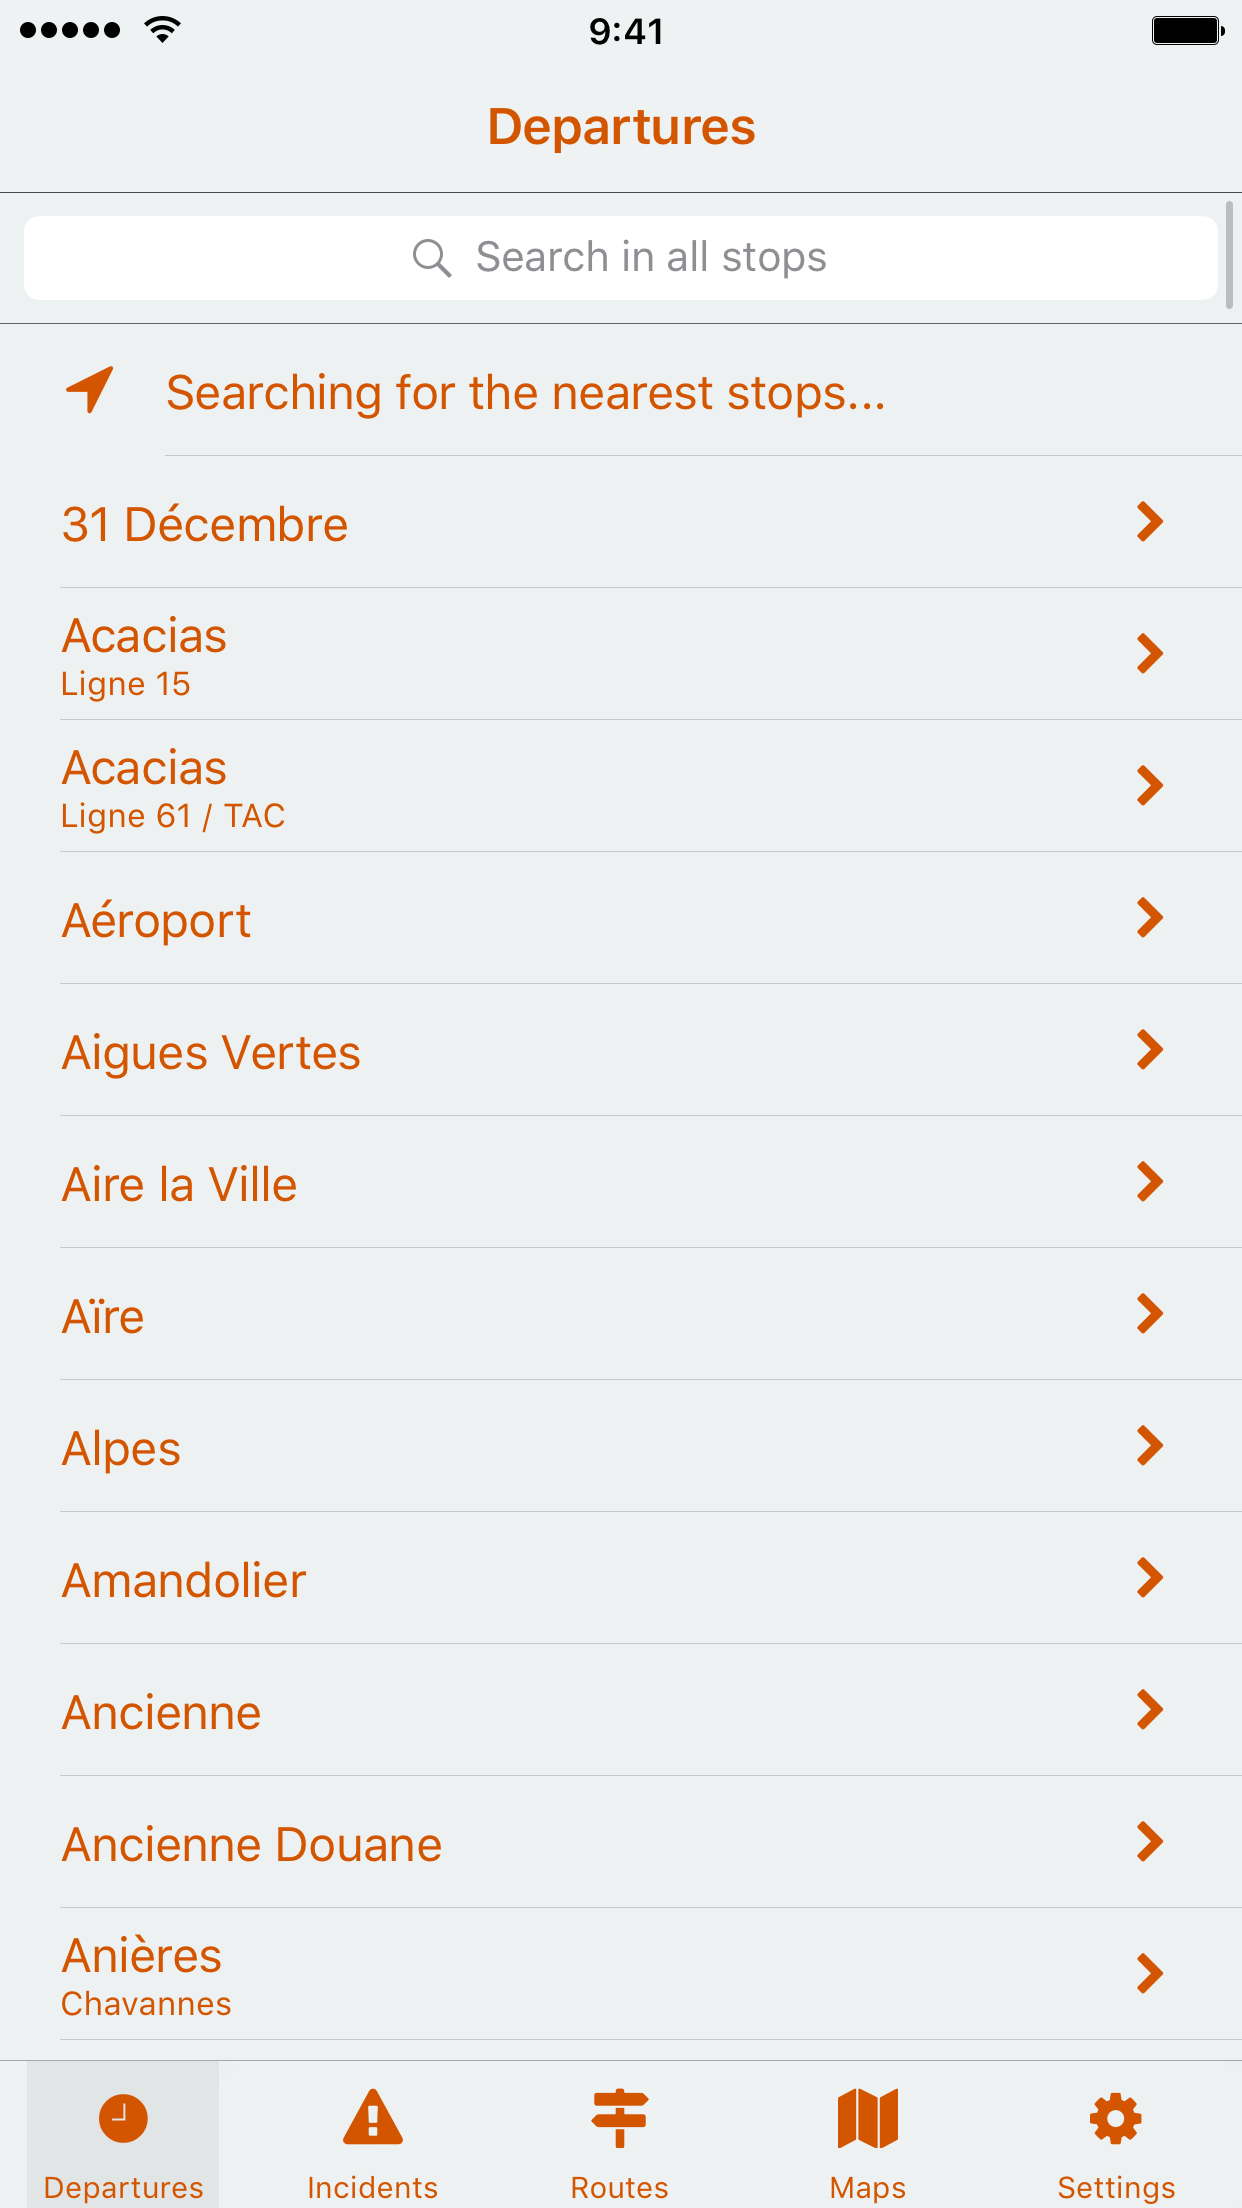 9:41
Departures
Search in all stops
Searching for the nearest stops...
31 Décembre
Acacias
Ligne 15
Acacias
Ligne 61 / TAC
Aéroport
Aigues Vertes
Aire la Ville
Aïre
Alpes
Amandolier
Ancienne
Ancienne Douane
Anières
Chavannes
Departures Incidents Routes Maps Settings